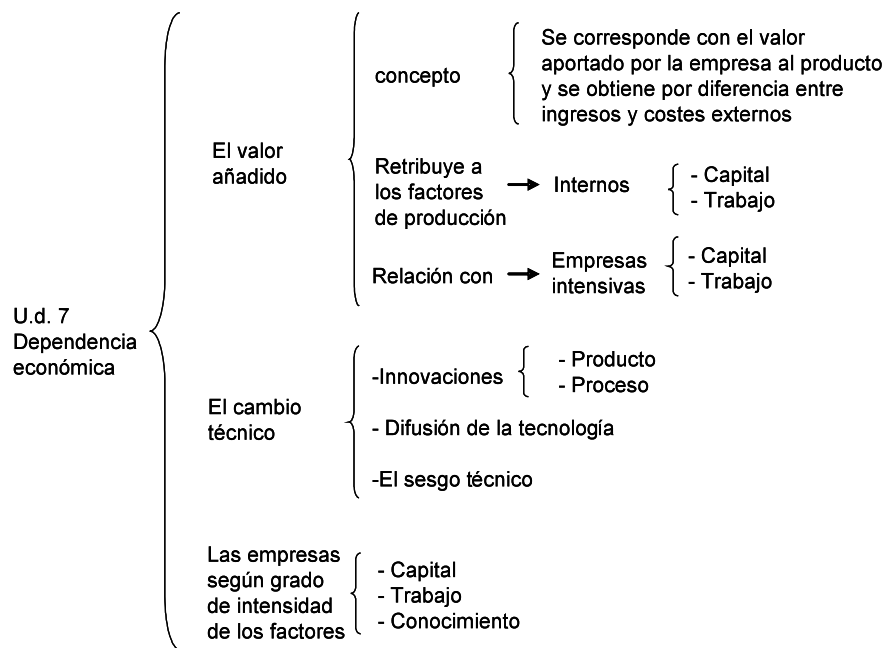 U.d. 7
Dependencia
económica
El valor
añadido
concepto
Se corresponde con el valor
aportado por la empresa al producto
y se obtiene por diferencia entre
ingresos y costes externos
Retribuye a
los factores
de producción
Internos
- Capital
- Trabajo
Relación con
Empresas
intensivas
- Capital
- Trabajo
El cambio
técnico
-Innovaciones
- Producto
- Proceso
- Difusión de la tecnología
-El sesgo técnico
Las empresas
según grado
de intensidad
de los factores
- Capital
- Trabajo
- Conocimiento